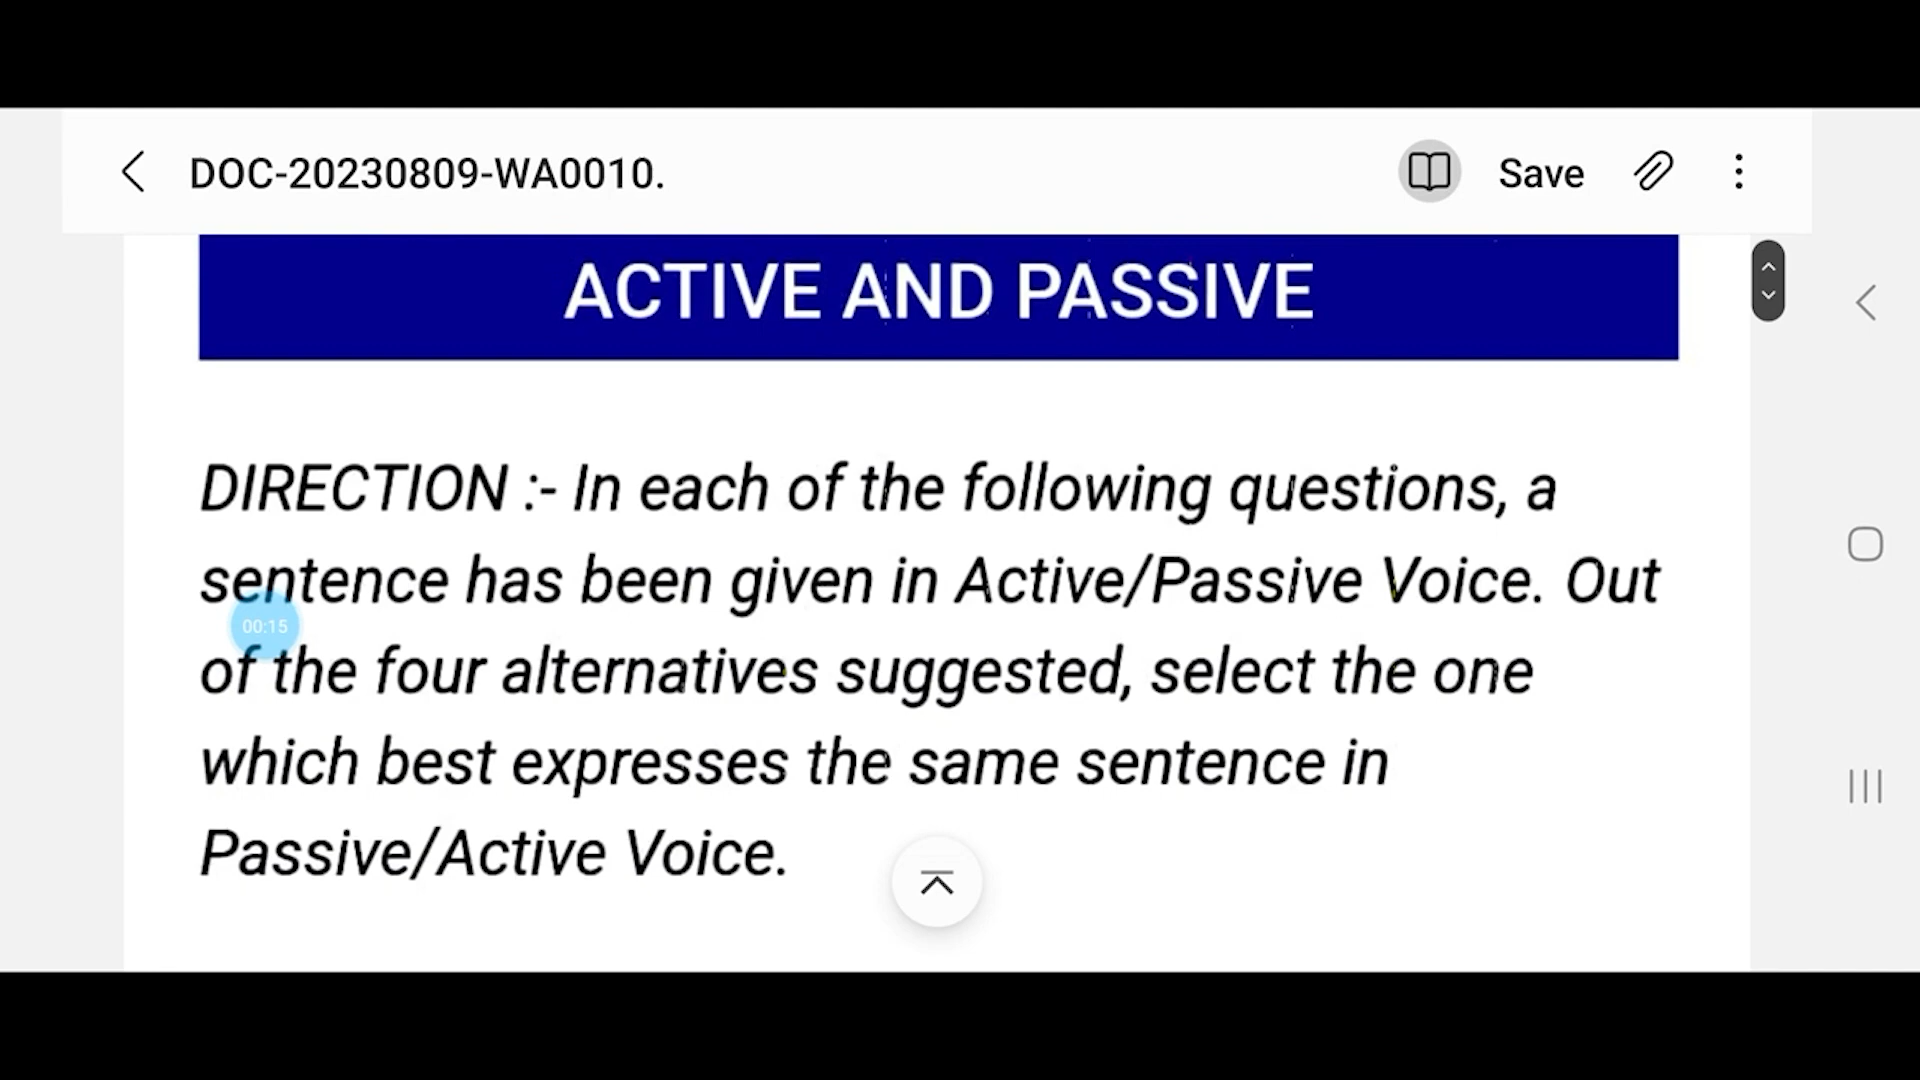 DOC-20230809-WA0010.
Save
ACTIVE AND PASSIVE
DIRECTION :- In each of the following questions, a
sentence has been given in Active/Passive Voice. Out
00:15
of the four alternatives suggested, select the one
which best expresses the same sentence in
Passive/Active Voice.